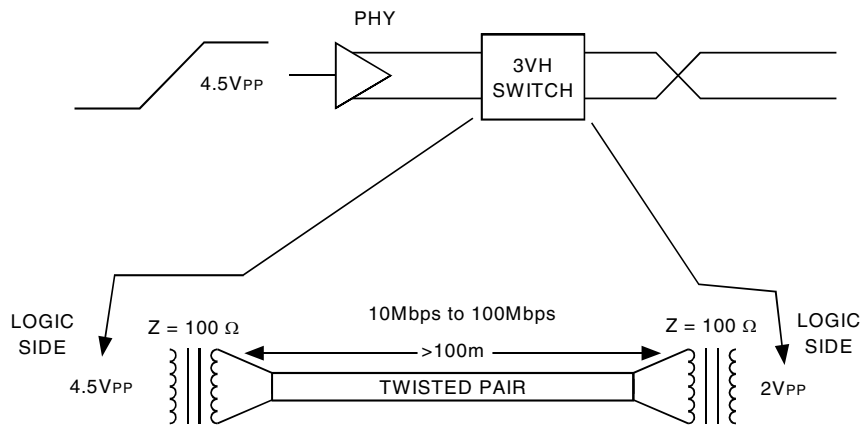 PHY
4.5VPP
3VH
SWITCH
10Mbps to 100Mbps
LOGIC
SIDE
Z = 100 Ω
Z = 100 Ω
LOGIC
SIDE
>100m
4.5VPP
TWISTED PAIR
2VPP